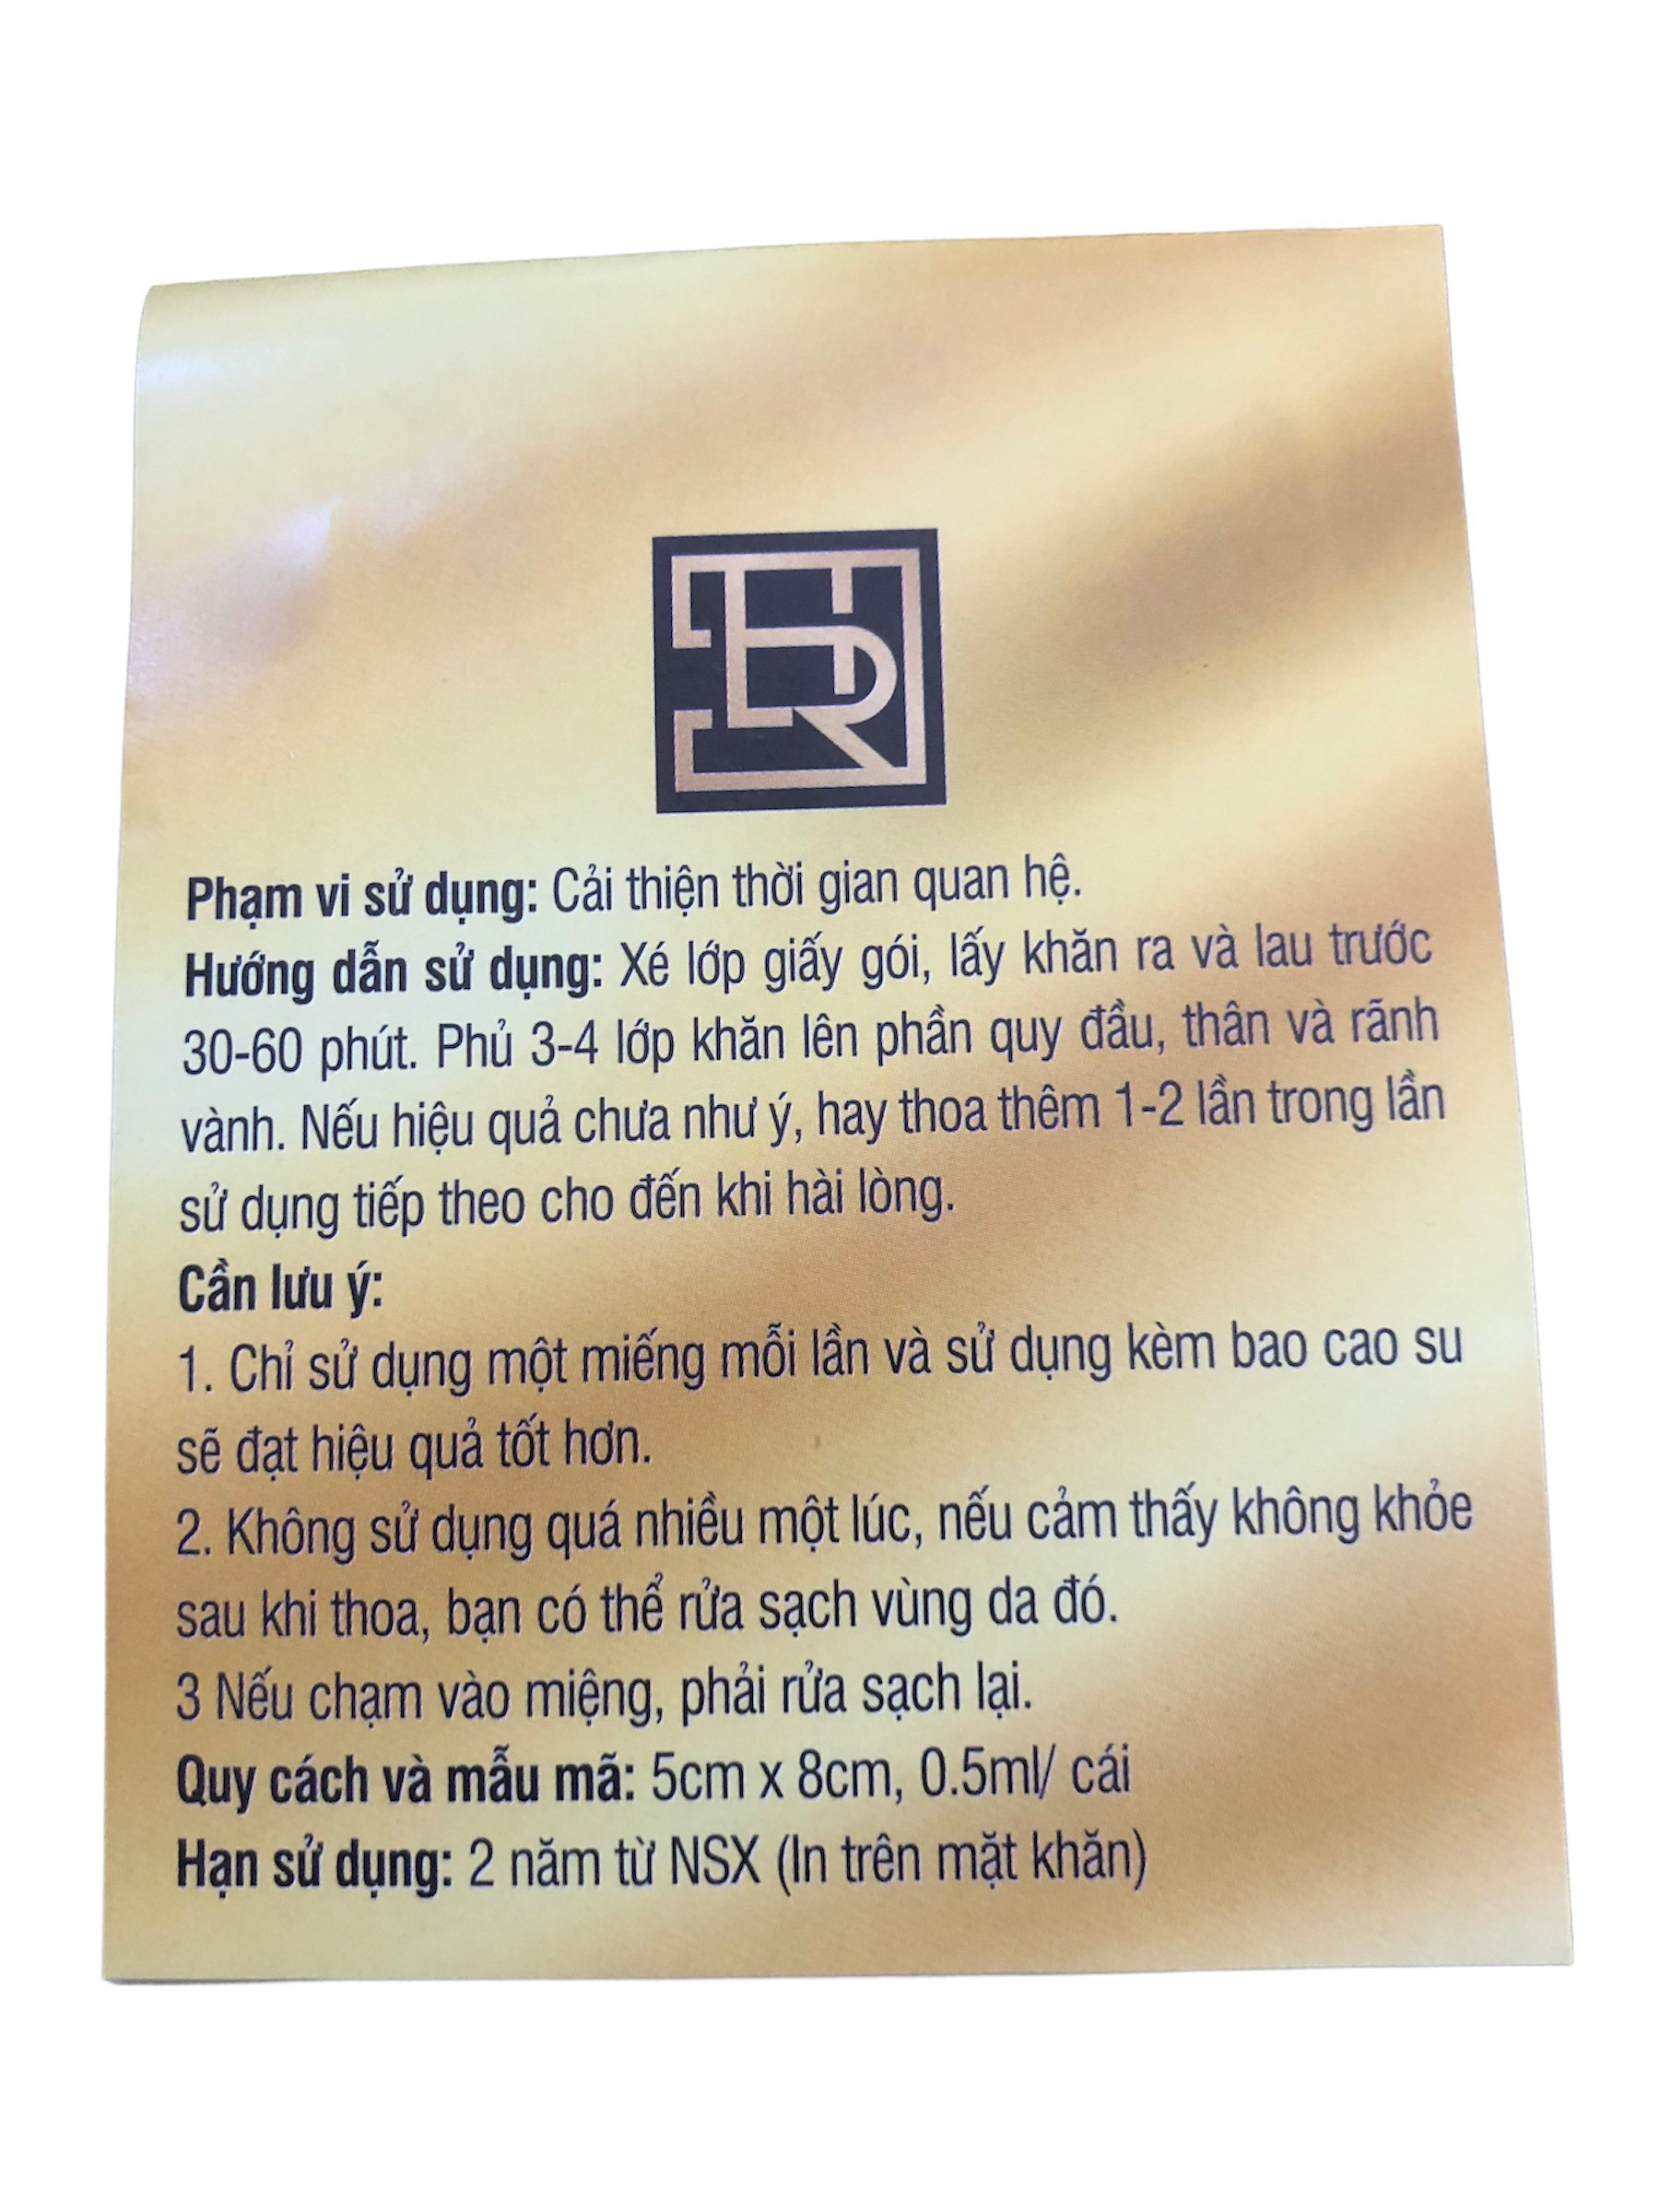 Phạm vi sử dụng: Cải thiện thời gian quan hệ.
Hướng dẫn sử dụng: Xé lớp giấy gói, lấy khăn ra và lau trước
30-60 phút. Phủ 3-4 lớp khăn lên phần quy đầu, thân và rãnh
vành. Nếu hiệu quả chưa như ý, hay thoa thêm 1-2 lần trong lần
sử dụng tiếp theo cho đến khi hài lòng.
Cần lưu ý:
1. Chỉ sử dụng một miếng mỗi lần và sử dụng kèm bao cao su
sẽ đạt hiệu quả tốt hơn.
2. Không sử dụng quá nhiều một lúc, nếu cảm thấy không khỏe
sau khi thoa, bạn có thể rửa sạch vùng da đó.
3 Nếu chạm vào miệng, phải rửa sạch lại.
Quy cách và mẫu mã: 5cm x 8cm, 0.5ml/ cái
Hạn sử dụng: 2 năm từ NSX (In trên mặt khăn)